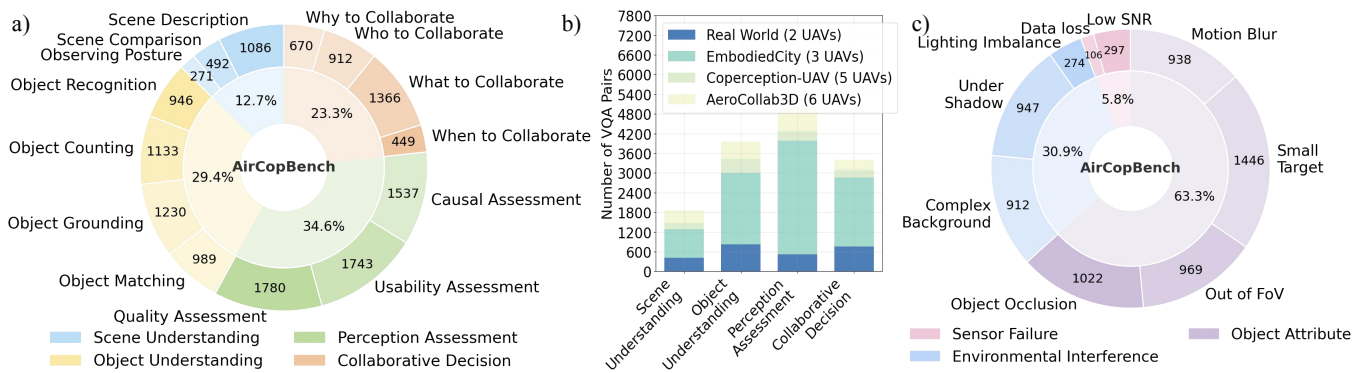 a)
Scene Description
Scene Comparison
Observing Posture
Object Recognition
Object Counting
Object Grounding
Object Matching
Quality Assessment
Why to Collaborate
Who to Collaborate
What to Collaborate
When to Collaborate
Causal Assessment
Usability Assessment
1086
492
271
946
1133
1230
989
1780
1743
1537
449
1366
912
670
12.7%
23.3%
29.4%
34.6%
AirCopBench
Scene Understanding
Object Understanding
Perception Assessment
Collaborative Decision
b)
Number of VQA Pairs
7800
7200
6600
6000
5400
4800
4200
3600
3000
2400
1800
1200
600
0
Real World (2 UAVs)
EmbodiedCity (3 UAVs)
Coperception-UAV (5 UAVs)
AeroCollab3D (6 UAVs)
Scene
Understanding
Object
Understanding
Perception
Assessment
Collaborative
Decision
c)
Low SNR
Data loss
Lighting Imbalance
Under
Shadow
Complex
Background
Object Occlusion
Out of FoV
Small
Target
Motion Blur
297
106
274
947
912
1022
969
1446
938
5.8%
30.9%
63.3%
AirCopBench
Sensor Failure
Environmental Interference
Object Attribute